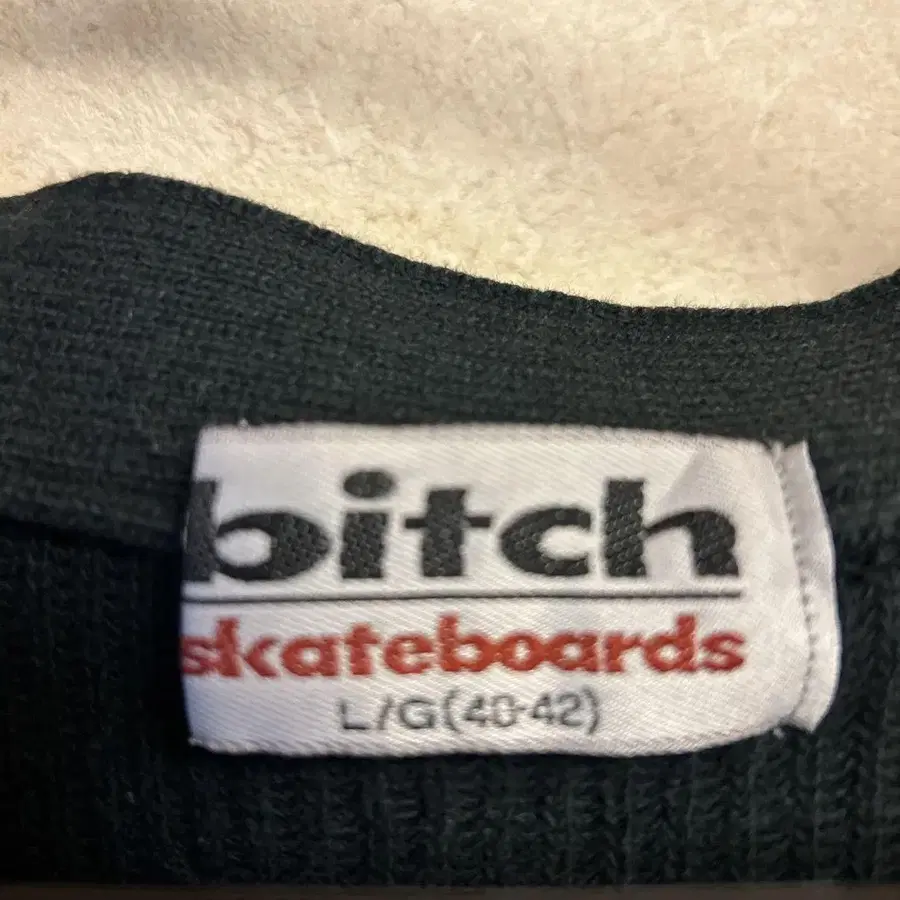 bitch
skateboards
L/G(40-42)